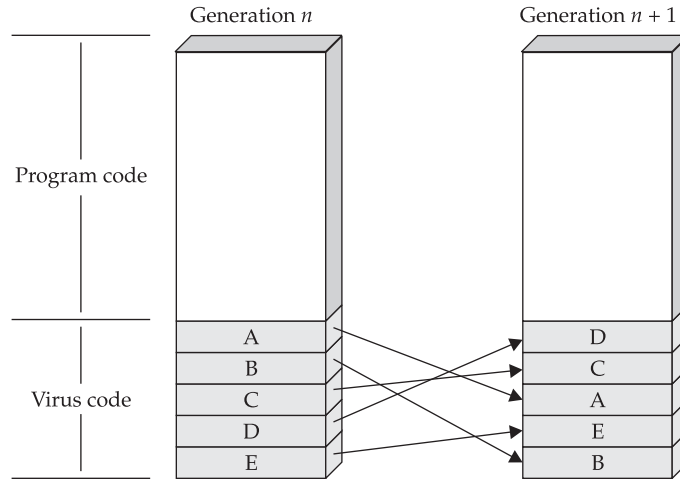 Generation n
Generation n + 1
Program code
Virus code
A
B
C
D
E
D
C
A
E
B